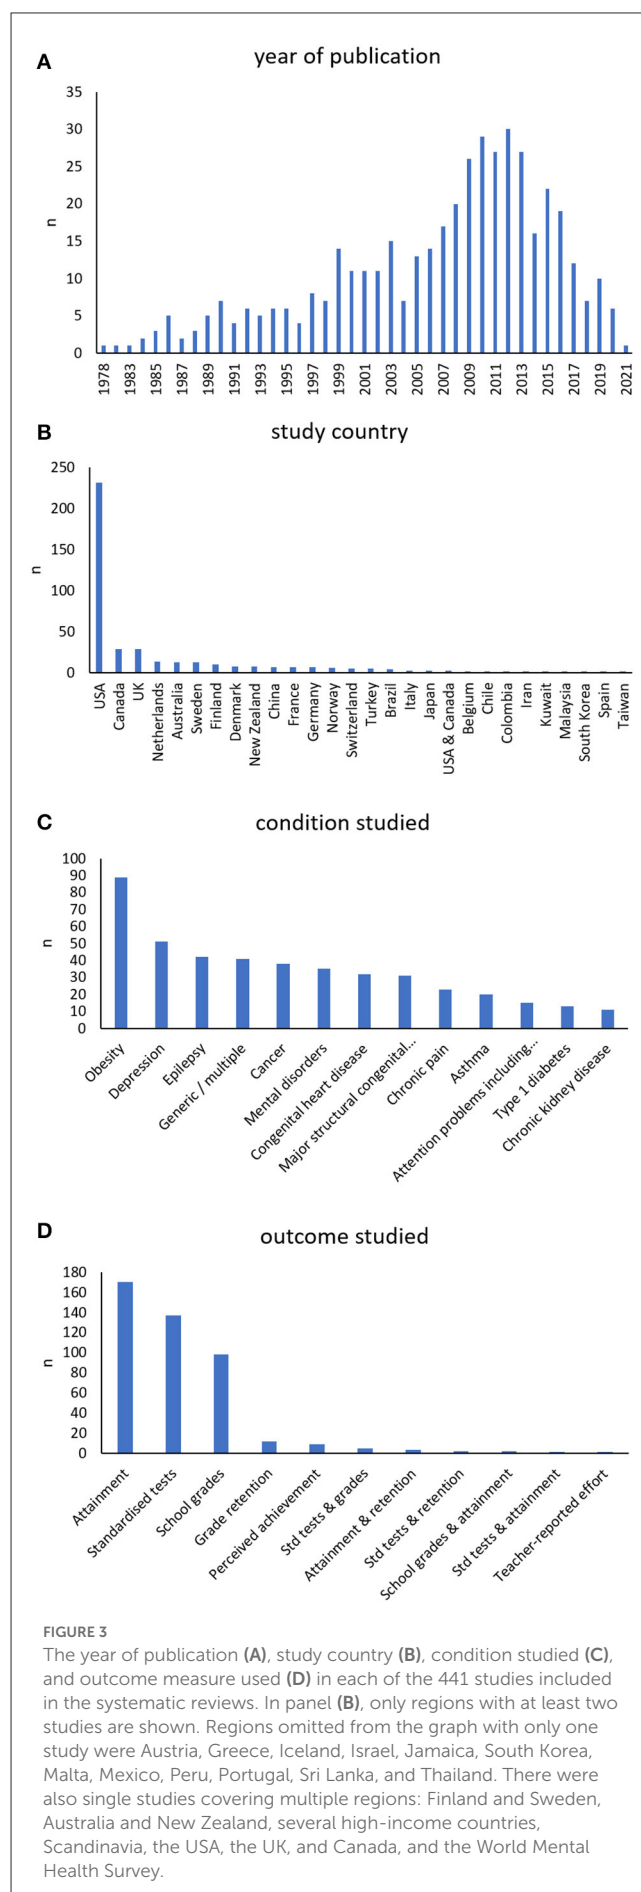 A
year of publication
35
30
25
20
15
10
5
0
n
1978
1983
1985
1987
1989
1991
1993
1995
1997
1999
2001
2003
2005
2007
2009
2011
2013
2015
2017
2019
2021
B
study country
250
200
150
100
50
0
n
USA
Canada
UK
Netherlands
Australia
Sweden
Finland
Denmark
New Zealand
China
France
Germany
Norway
Switzerland
Turkey
Brazil
Italy
Japan
USA & Canada
Belgium
Chile
Colombia
Iran
Kuwait
Malaysia
South Korea
Spain
Taiwan
C
condition studied
100
90
80
70
60
50
40
30
20
10
0
n
Obesity
Depression
Epilepsy
Generic / multiple
Cancer
Mental disorders
Congenital heart disease
Major structural congenital...
Chronic pain
Asthma
Attention problems including...
Type 1 diabetes
Chronic kidney disease
D
outcome studied
180
160
140
120
100
80
60
40
20
0
n
Attainment
Standardised tests
School grades
Grade retention
Perceived achievement
Std tests & grades
Attainment & retention
Std tests & retention
School grades & attainment
Std tests & attainment
Teacher-reported effort
FIGURE 3
The year of publication (A), study country (B), condition studied (C),
and outcome measure used (D) in each of the 441 studies included
in the systematic reviews. In panel (B), only regions with at least two
studies are shown. Regions omitted from the graph with only one
study were Austria, Greece, Iceland, Israel, Jamaica, South Korea,
Malta, Mexico, Peru, Portugal, Sri Lanka, and Thailand. There were
also single studies covering multiple regions: Finland and Sweden,
Australia and New Zealand, several high-income countries,
Scandinavia, the USA, the UK, and Canada, and the World Mental
Health Survey.